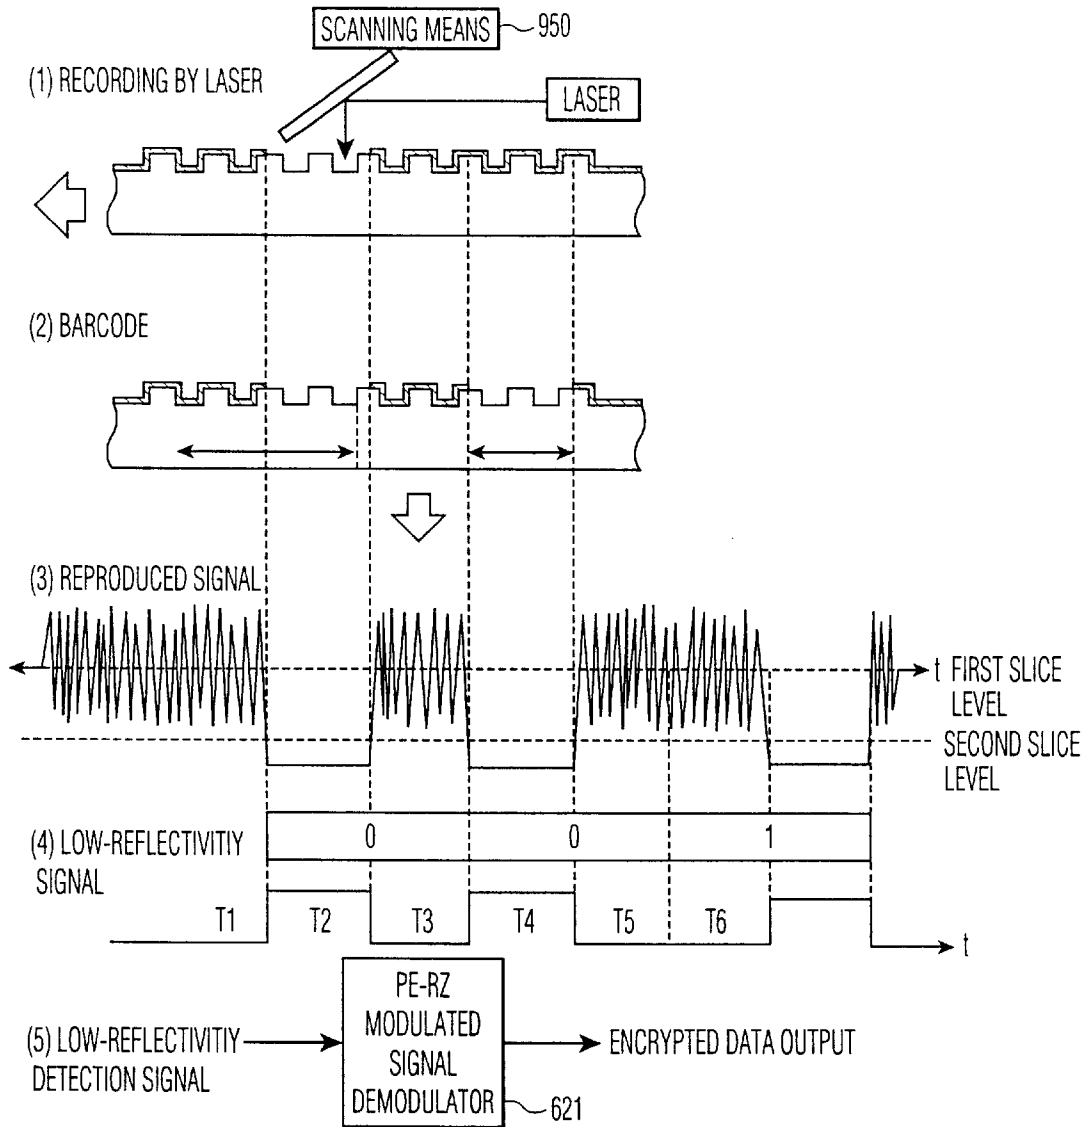 SCANNING MEANS
950
(1) RECORDING BY LASER
LASER
(2) BARCODE
(3) REPRODUCED SIGNAL
t FIRST SLICE
LEVEL
SECOND SLICE
LEVEL
(4) LOW-REFLECTIVITIY
SIGNAL
0 0 1
T1 T2 T3 T4 T5 T6
t
PE-RZ
MODULATED
SIGNAL
DEMODULATOR
(5) LOW-REFLECTIVITIY
DETECTION SIGNAL
ENCRYPTED DATA OUTPUT
621